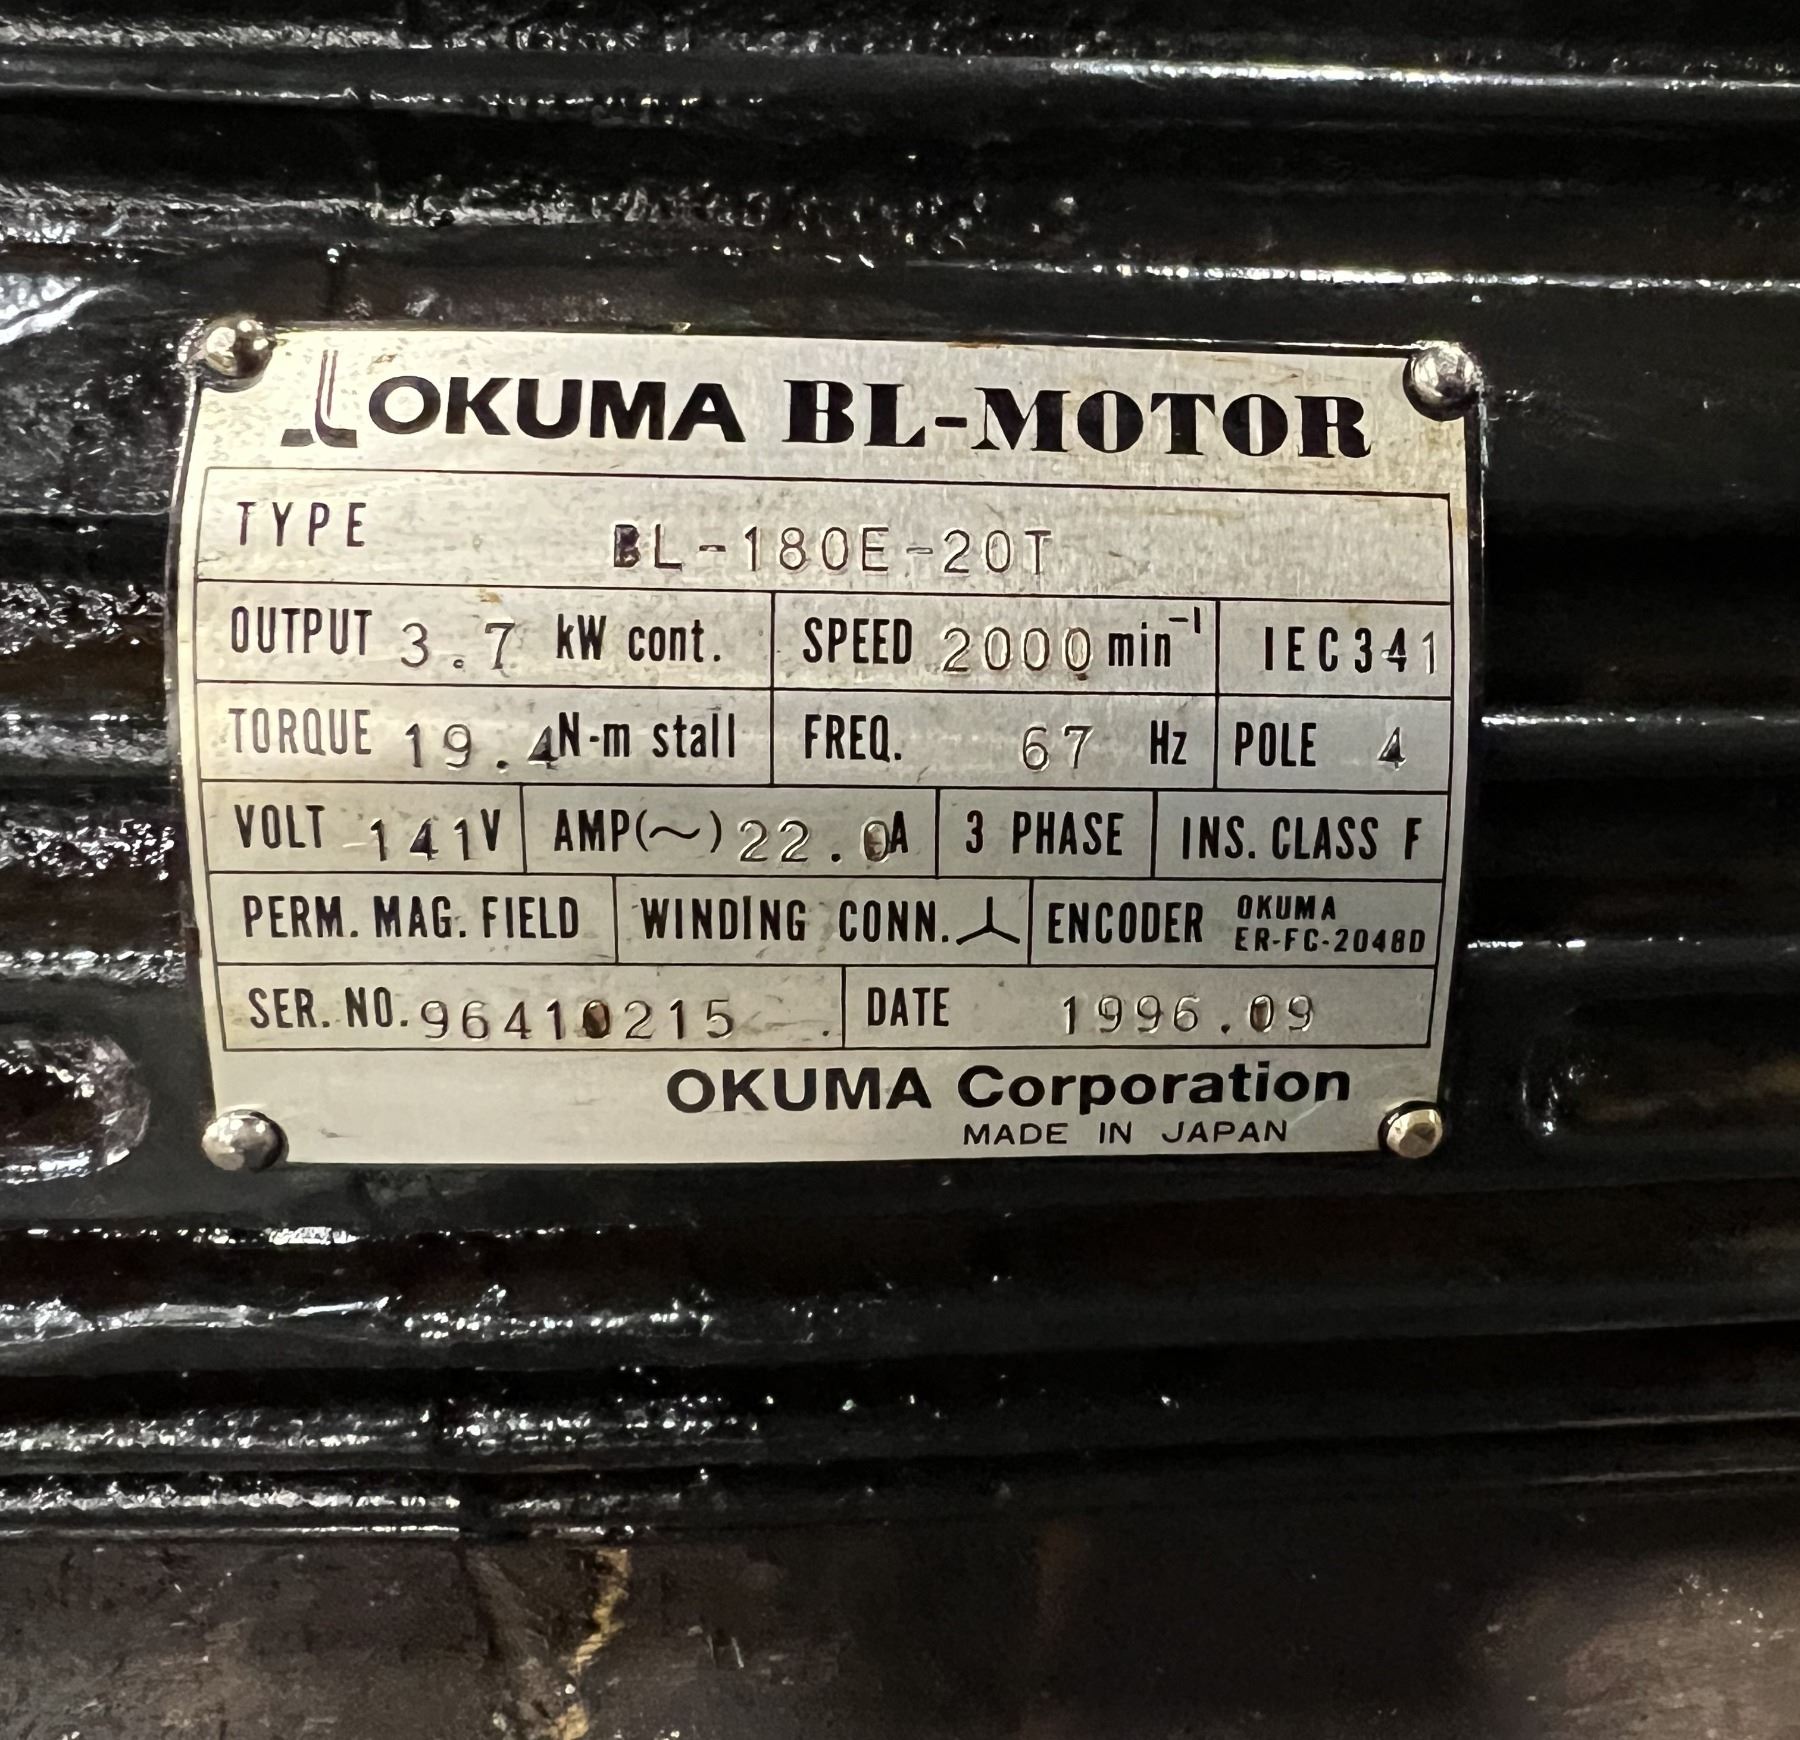 OKUMA BL-MOTOR
TYPE BL-180E-20T
OUTPUT 3.7 kW cont. SPEED 2000 min⁻¹ IEC341
TORQUE 19.4 N-m stall FREQ. 67 Hz POLE 4
VOLT 141V AMP(~) 22.0A 3 PHASE INS. CLASS F
PERM. MAG. FIELD WINDING CONN. ENCODER OKUMA
ER-FC-2048D
SER. NO. 96410215 DATE 1996.09
OKUMA Corporation
MADE IN JAPAN